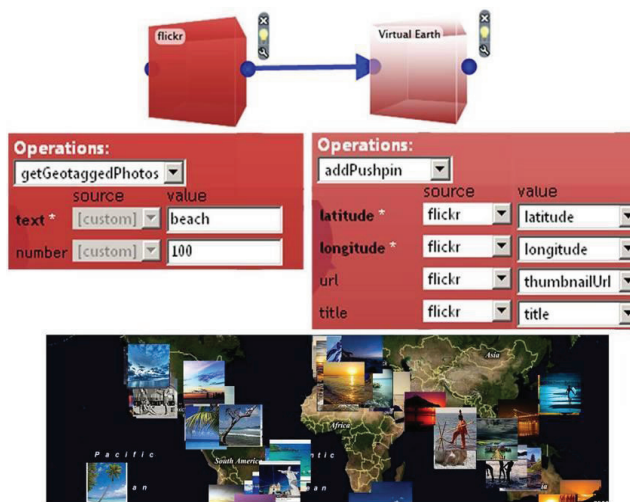 flickr
Virtual Earth
Operations:
getGeotaggedPhotos
source value
text * [custom] beach
number [custom] 100
Operations:
addPushpin
source value
latitude * flickr latitude
longitude * flickr longitude
url flickr thumbnailUrl
title flickr title
Asia
Africa
Pacific
South America